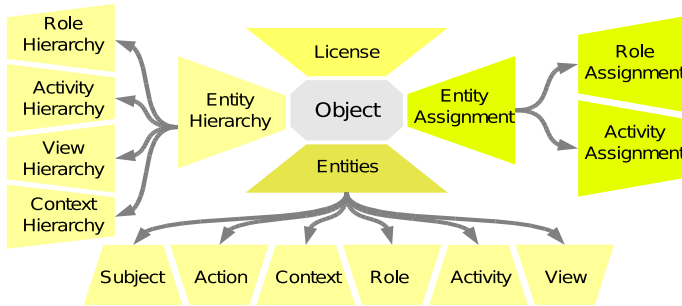 Role
Hierarchy
Activity
Hierarchy
View
Hierarchy
Context
Hierarchy
Entity
Hierarchy
License
Object
Entities
Entity
Assignment
Role
Assignment
Activity
Assignment
Subject
Action
Context
Role
Activity
View